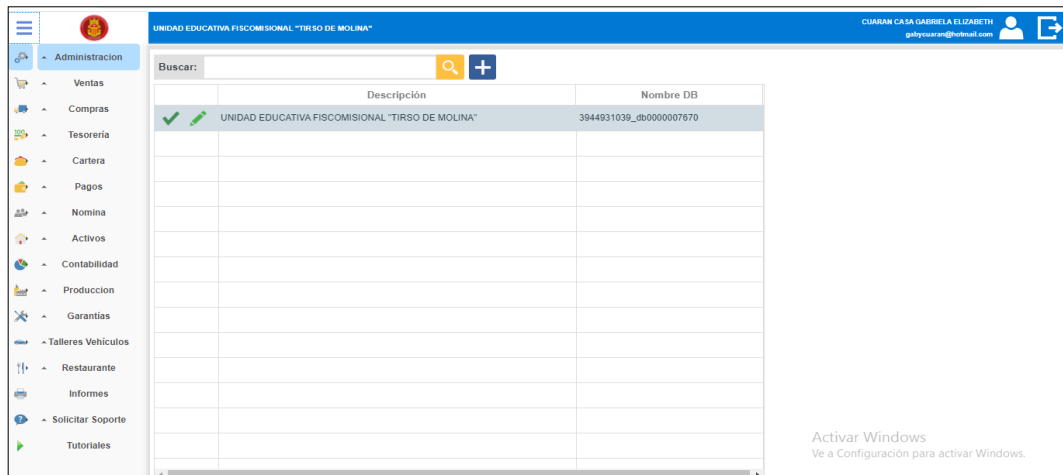 UNIDAD EDUCATIVA FISCOMISIONAL "TIRSO DE MOLINA"
CUARAN CASA GABRIELA ELIZABETH
gabycuaran@hotmail.com
Administracion
Ventas
Compras
Tesorería
Cartera
Pagos
Nomina
Activos
Contabilidad
Produccion
Garantías
Talleres Vehículos
Restaurante
Informes
Solicitar Soporte
Tutoriales
Buscar:
Descripción Nombre DB
UNIDAD EDUCATIVA FISCOMISIONAL "TIRSO DE MOLINA" 3944931039_db0000007670
Activar Windows
Ve a Configuración para activar Windows.